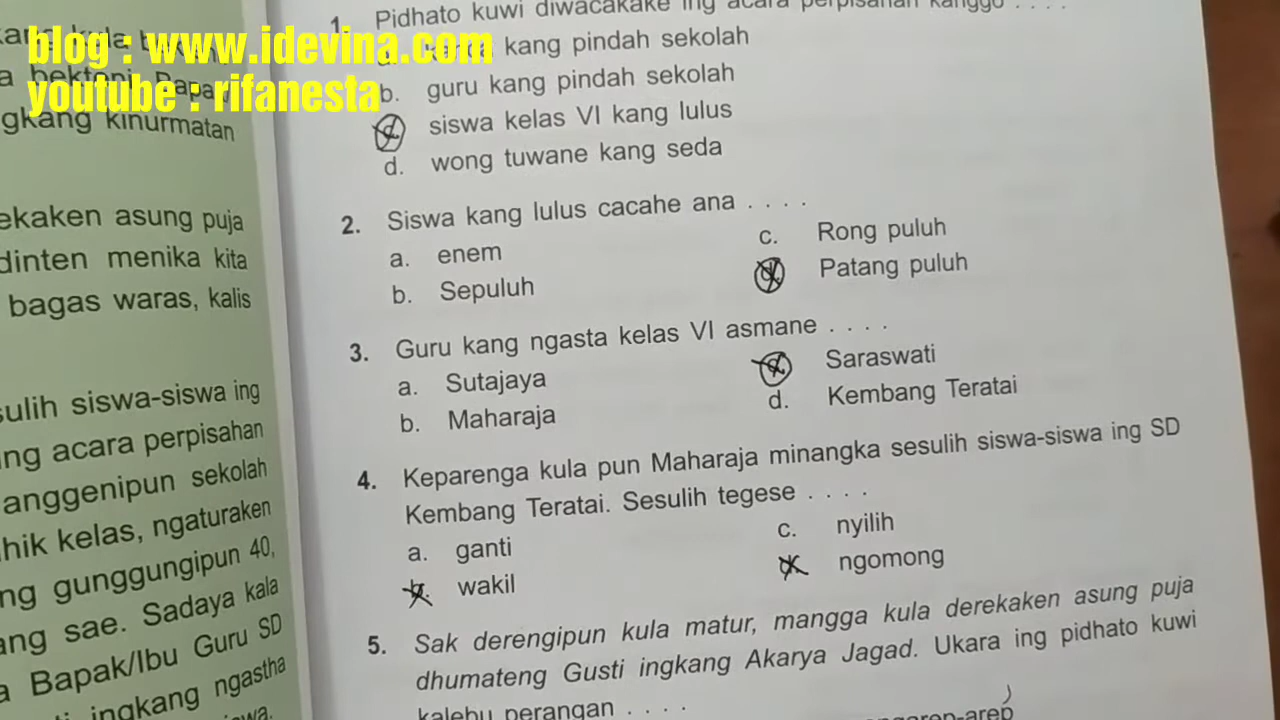 blog : www.idevina.com
youtube : rifanesta
gkang kinurmatan
ekaken asung puja
dinten menika kita
bagas waras, kalis
sulih siswa-siswa ing
ng acara perpisahan
anggenipun sekolah
hik kelas, ngaturaken
ng gunggungipun 40,
ang sae. Sadaya kala
a Bapak/Ibu Guru SD
ingkang ngastha
1. Pidhato kuwi diwacakake ing acara perpisahan kanggo . . . .
kang pindah sekolah
b. guru kang pindah sekolah
c. siswa kelas VI kang lulus
d. wong tuwane kang seda
2. Siswa kang lulus cacahe ana . . . .
a. enem
b. Sepuluh
c. Rong puluh
d. Patang puluh
3. Guru kang ngasta kelas VI asmane . . . .
a. Sutajaya
b. Maharaja
c. Saraswati
d. Kembang Teratai
4. Keparenga kula pun Maharaja minangka sesulih siswa-siswa ing SD
Kembang Teratai. Sesulih tegese . . . .
a. ganti
b. wakil
c. nyilih
d. ngomong
5. Sak derengipun kula matur, mangga kula derekaken asung puja
dhumateng Gusti ingkang Akarya Jagad. Ukara ing pidhato kuwi
kalebu perangan . . . .